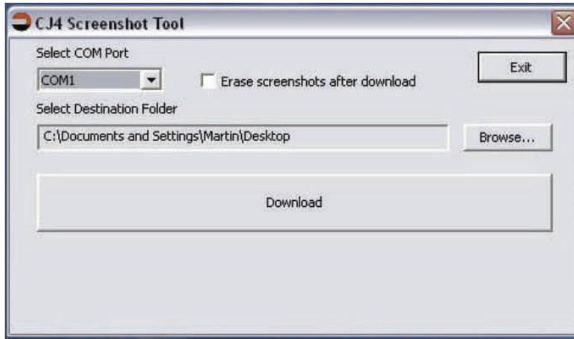 CJ4 Screenshot Tool
Select COM Port
COM1
Erase screenshots after download
Exit
Select Destination Folder
C:\Documents and Settings\Martin\Desktop
Browse...
Download